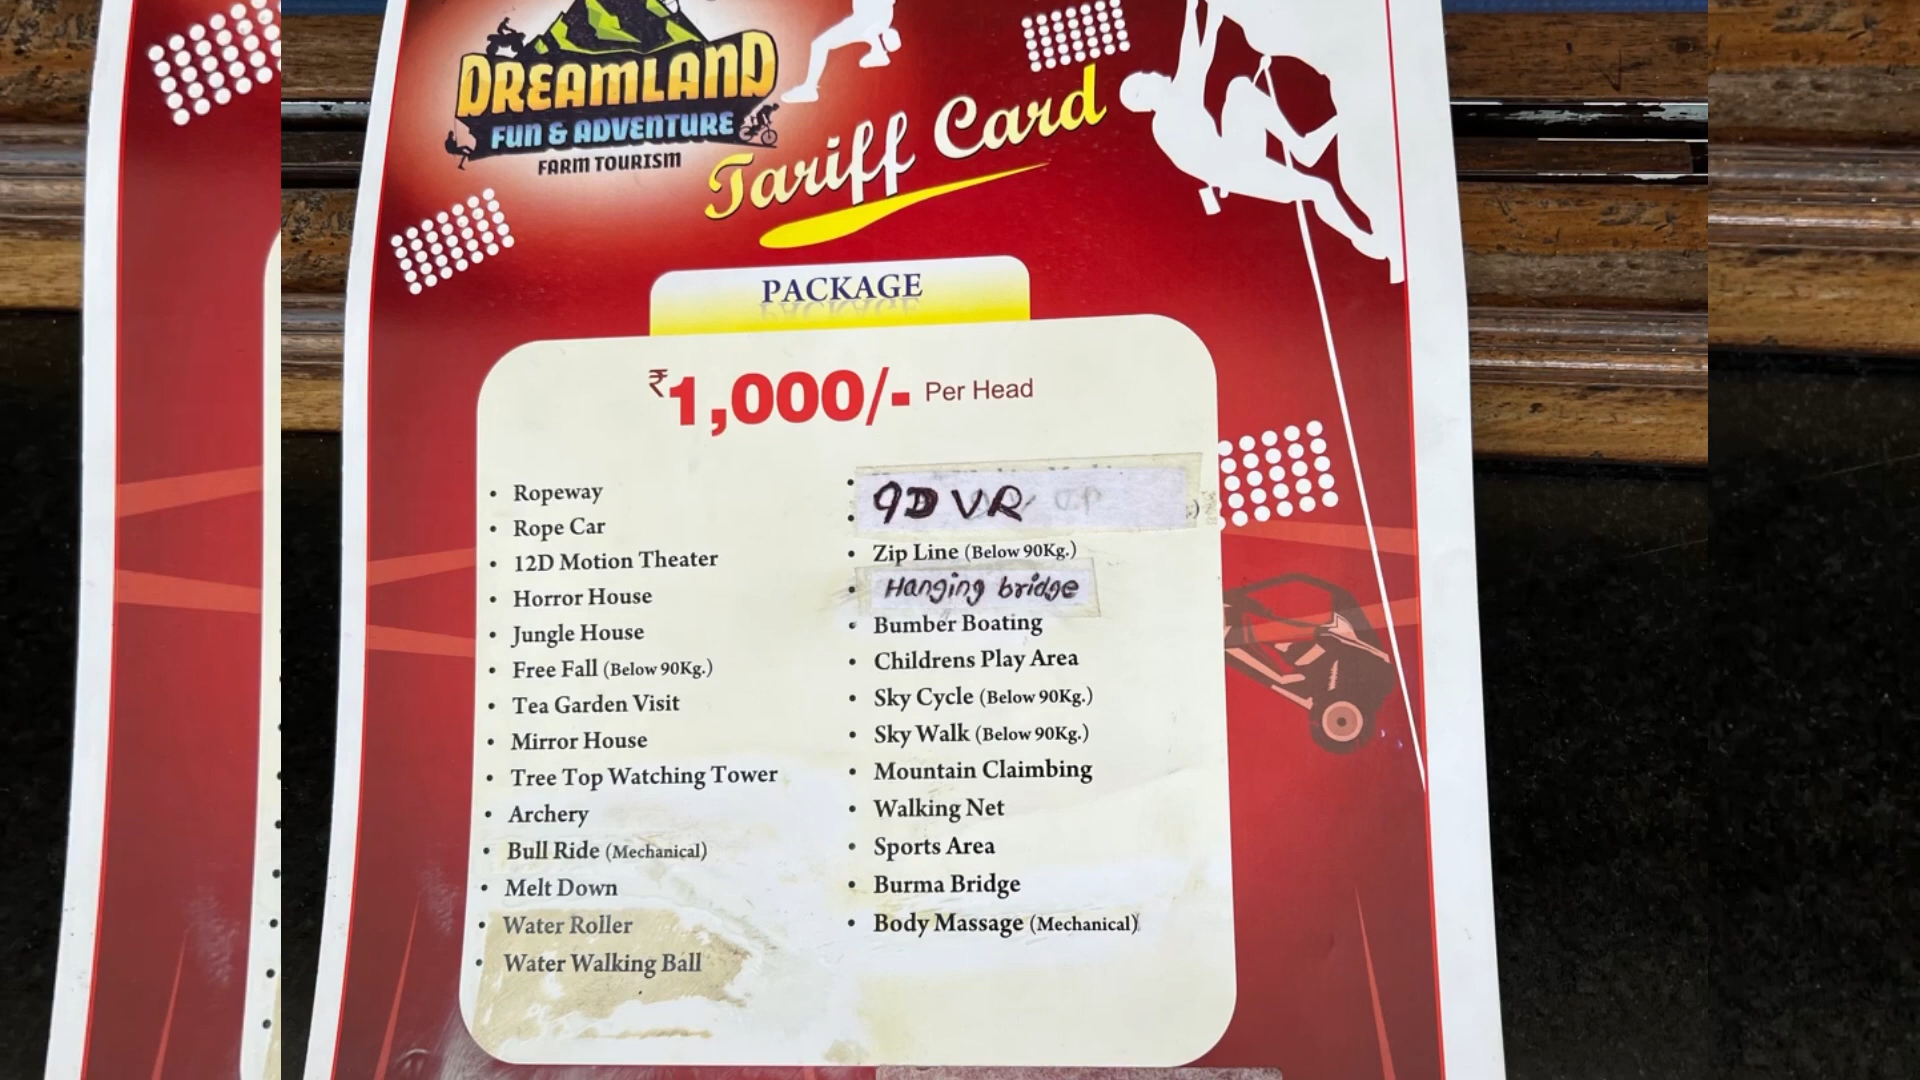 DREAMLAND
FUN & ADVENTURE
FARM TOURISM
Tariff Card
PACKAGE
₹1,000/- Per Head
• Ropeway
• Rope Car
• 12D Motion Theater
• Horror House
• Jungle House
• Free Fall (Below 90Kg.)
• Tea Garden Visit
• Mirror House
• Tree Top Watching Tower
• Archery
• Bull Ride (Mechanical)
• Melt Down
• Water Roller
• Water Walking Ball
• 9D VR
• Zip Line (Below 90Kg.)
• Hanging bridge
• Bumber Boating
• Childrens Play Area
• Sky Cycle (Below 90Kg.)
• Sky Walk (Below 90Kg.)
• Mountain Claimbing
• Walking Net
• Sports Area
• Burma Bridge
• Body Massage (Mechanical)